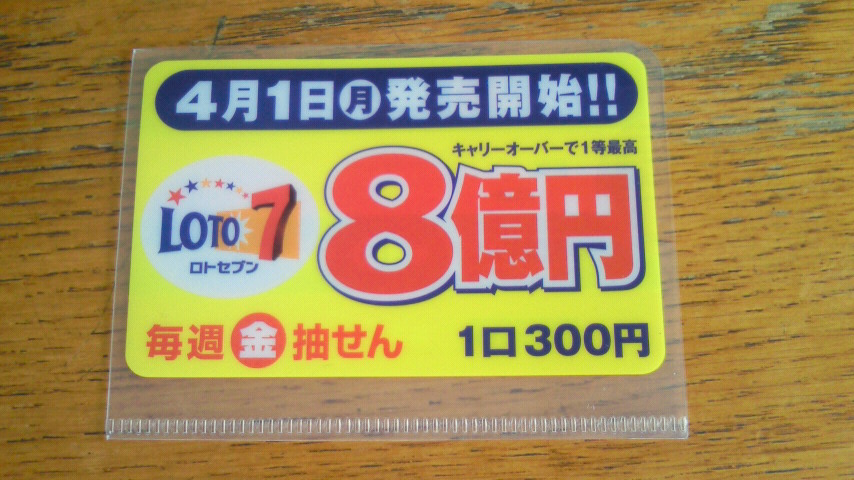 4月1日(月)発売開始!!
キャリーオーバーで1等最高
8億円
LOTO 7
ロトセブン
毎週(金)抽せん
1口300円